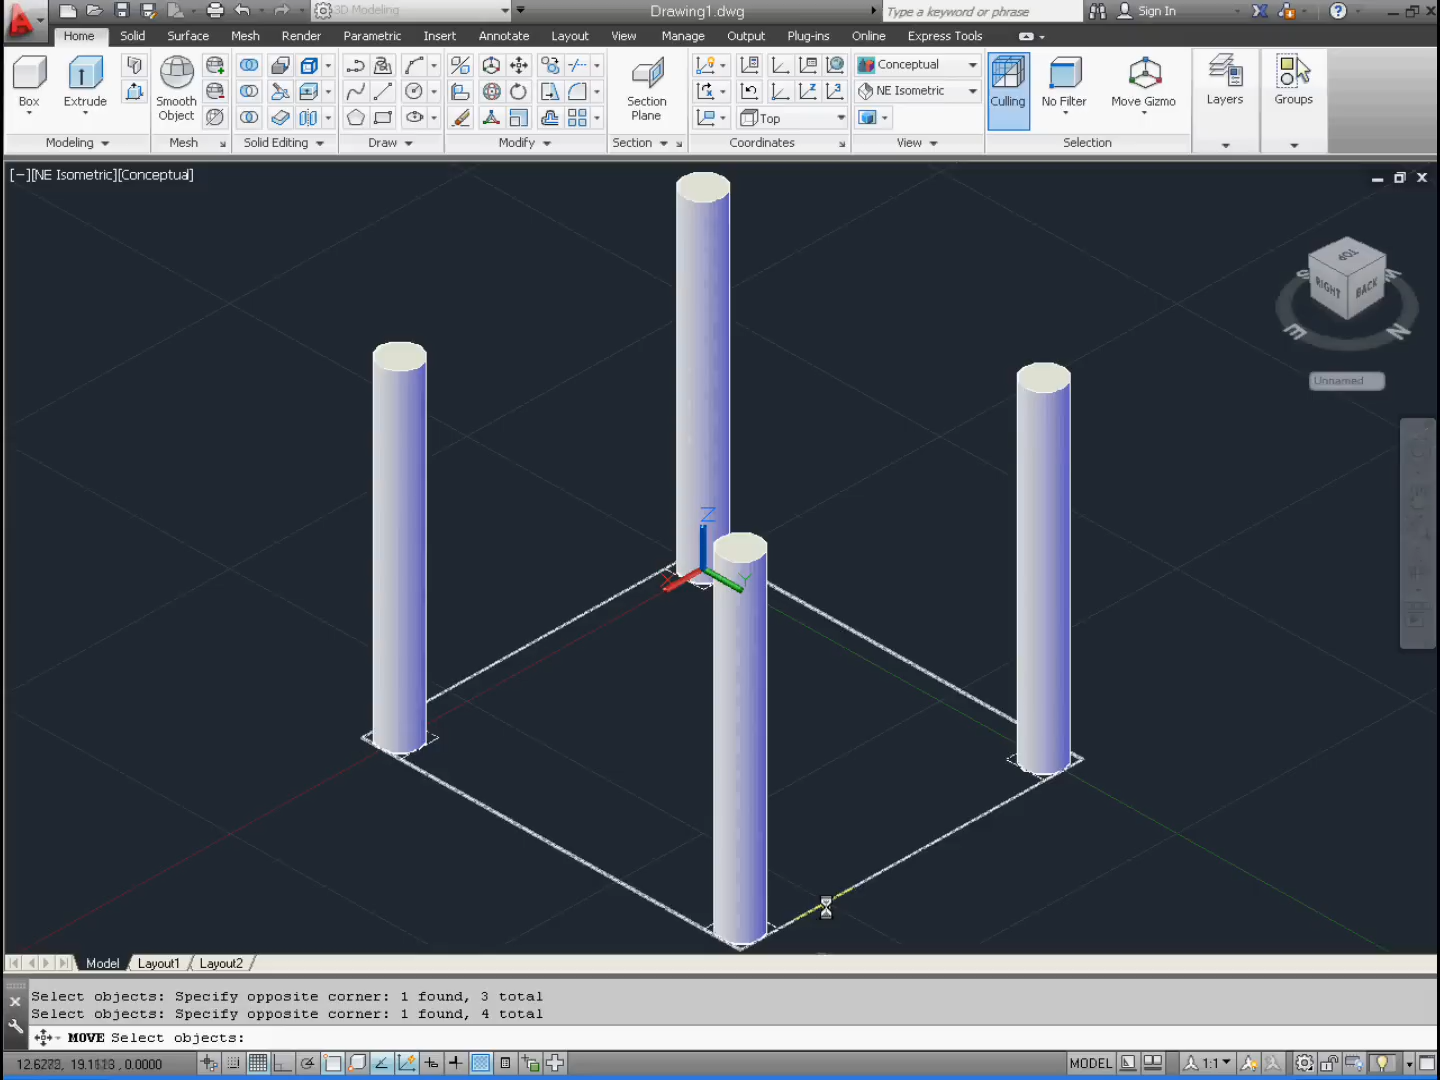 3D Modeling
Drawing1.dwg
Type a keyword or phrase
Sign In
Home Solid Surface Mesh Render Parametric Insert Annotate Layout View Manage Output Plug-ins Online Express Tools
Box
Extrude
Smooth
Object
Section
Plane
Top
Conceptual
NE Isometric
Culling
No Filter
Move Gizmo
Layers
Groups
Modeling
Mesh
Solid Editing
Draw
Modify
Section
Coordinates
View
Selection
[−][NE Isometric][Conceptual]
TOP
RIGHT
BACK
S
E
N
Unnamed
Z
X
Y
Model Layout1 Layout2
Select objects: Specify opposite corner: 1 found, 3 total
Select objects: Specify opposite corner: 1 found, 4 total
MOVE Select objects:
MODEL
1:1